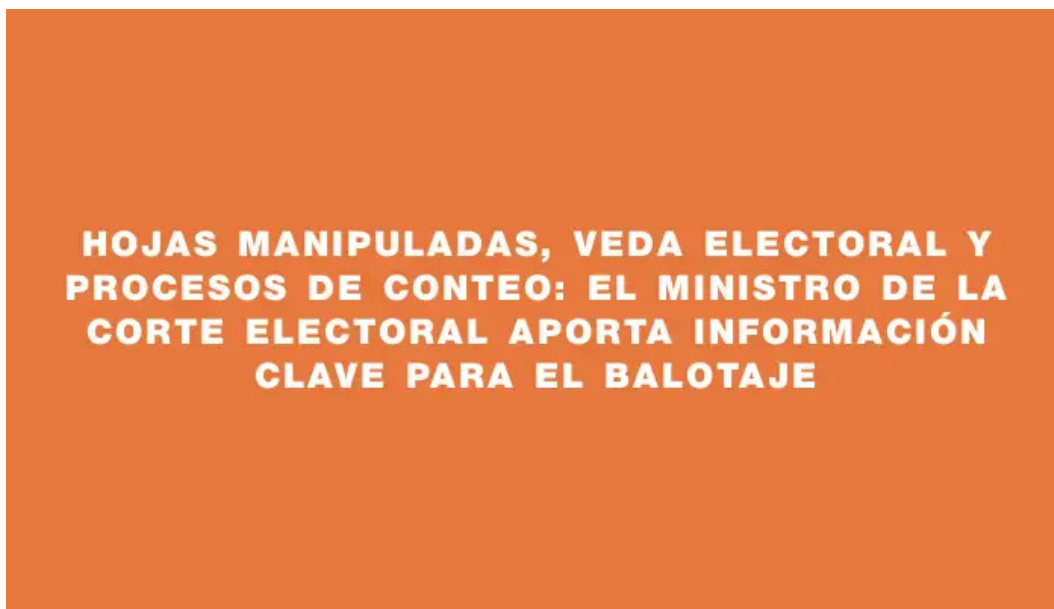 HOJAS MANIPULADAS, VEDA ELECTORAL Y
PROCESOS DE CONTEO: EL MINISTRO DE LA
CORTE ELECTORAL APORTA INFORMACIÓN
CLAVE PARA EL BALOTAJE